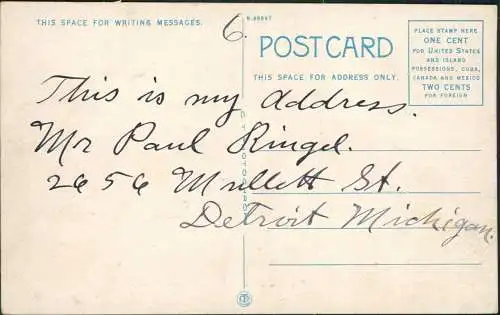 THIS SPACE FOR WRITING MESSAGES.
6.
POST CARD
THIS SPACE FOR ADDRESS ONLY.
PLACE STAMP HERE
ONE CENT
FOR UNITED STATES
AND ISLAND
POSSESSIONS, CUBA,
CANADA AND MEXICO
TWO CENTS
FOR FOREIGN
This is my Address.
Mr Paul Ringel.
2656 Mullett St.
Detroit Michigan.